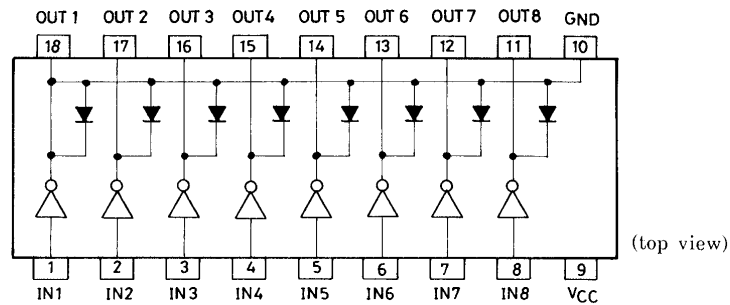 OUT 1 OUT 2 OUT 3 OUT4 OUT 5 OUT 6 OUT 7 OUT8 GND
18 17 16 15 14 13 12 11 10
(top view)
1 2 3 4 5 6 7 8 9
IN1 IN2 IN3 IN4 IN5 IN6 IN7 IN8 VCC